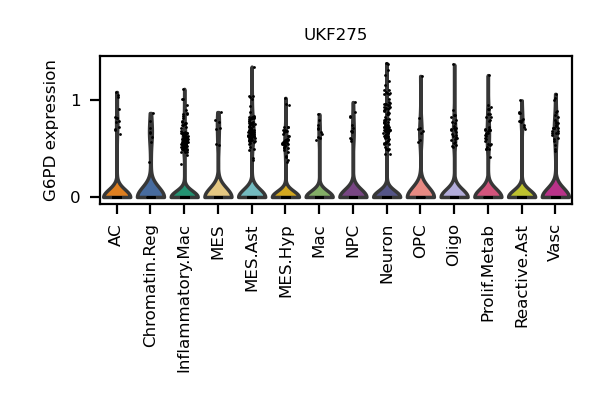 UKF275
G6PD expression
1
0
AC
Chromatin.Reg
Inflammatory.Mac
MES
MES.Ast
MES.Hyp
Mac
NPC
Neuron
OPC
Oligo
Prolif.Metab
Reactive.Ast
Vasc